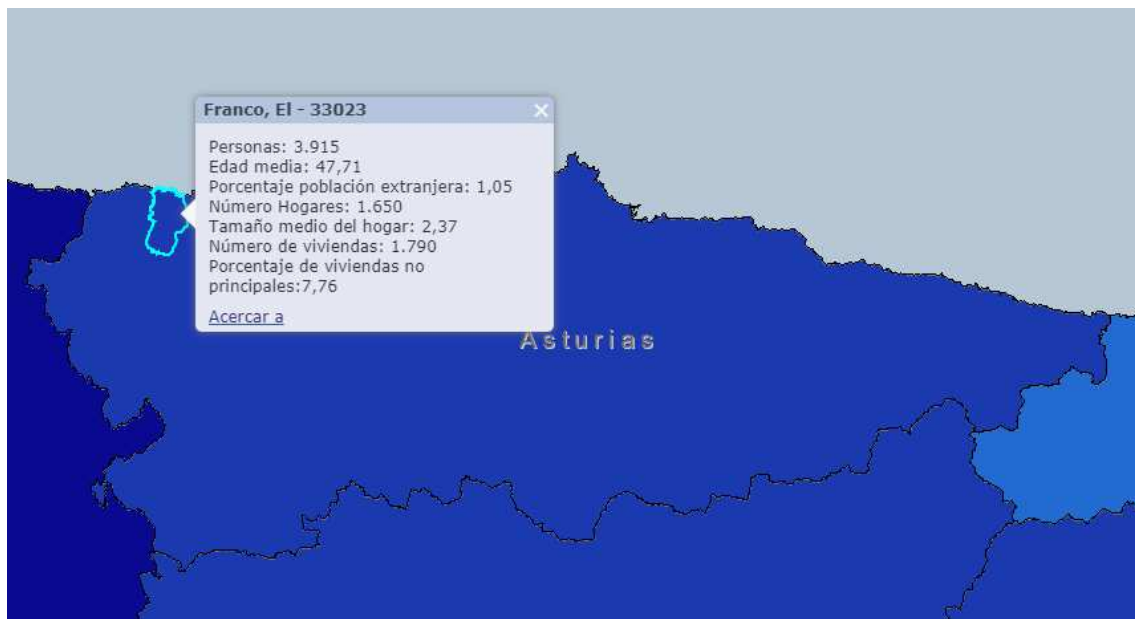 Franco, El - 33023
Personas: 3.915
Edad media: 47,71
Porcentaje población extranjera: 1,05
Número Hogares: 1.650
Tamaño medio del hogar: 2,37
Número de viviendas: 1.790
Porcentaje de viviendas no
principales:7,76
Acercar a
Asturias